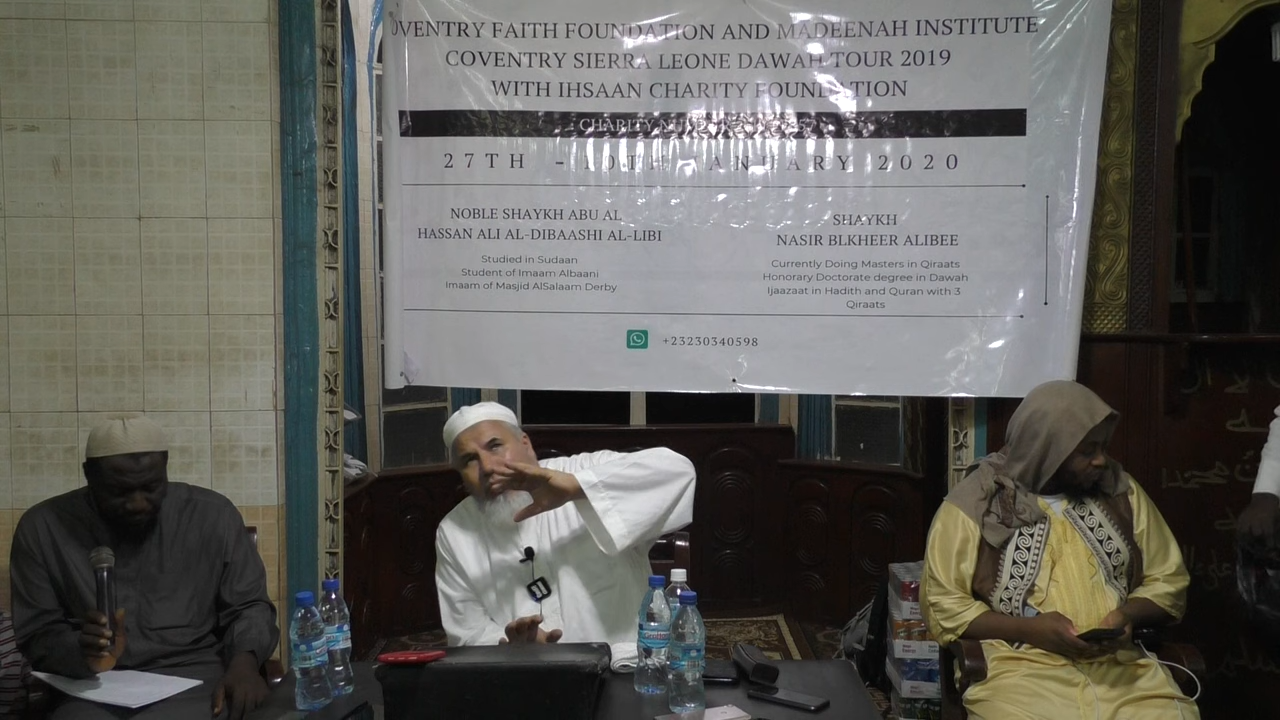 OVENTRY FAITH FOUNDATION AND MADEENAH INSTITUTE
COVENTRY SIERRA LEONE DAWAH TOUR 2019
WITH IHSAAN CHARITY FOUNDATION
CHARITY
27TH - 10TH JANUARY 2020
NOBLE SHAYKH ABU AL
HASSAN ALI AL-DIBAASHI AL-LIBI
Studied in Sudaan
Student of Imaam Albaani
Imaam of Masjid AlSalaam Derby
SHAYKH
NASIR BLKHEER ALIBEE
Currently Doing Masters in Qiraats
Honorary Doctorate degree in Dawah
Ijaazaat in Hadith and Quran with 3
Qiraats
+23230340598